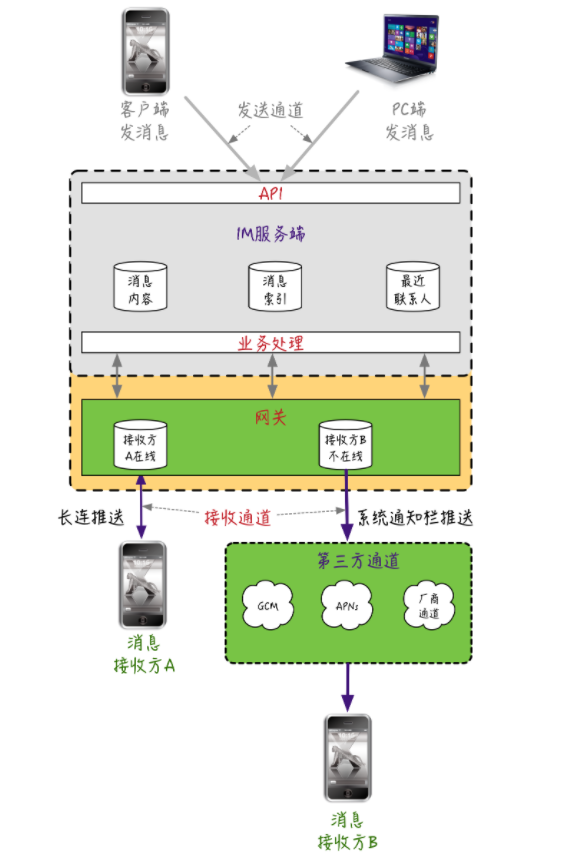 客户端
发消息
发送通道
PC端
发消息
API
IM服务端
消息
内容
消息
索引
最近
联系人
业务处理
网关
接收方
A在线
接收方B
不在线
长连推送
接收通道
系统通知栏推送
第三方通道
GCM
APNs
厂商
通道
消息
接收方A
消息
接收方B